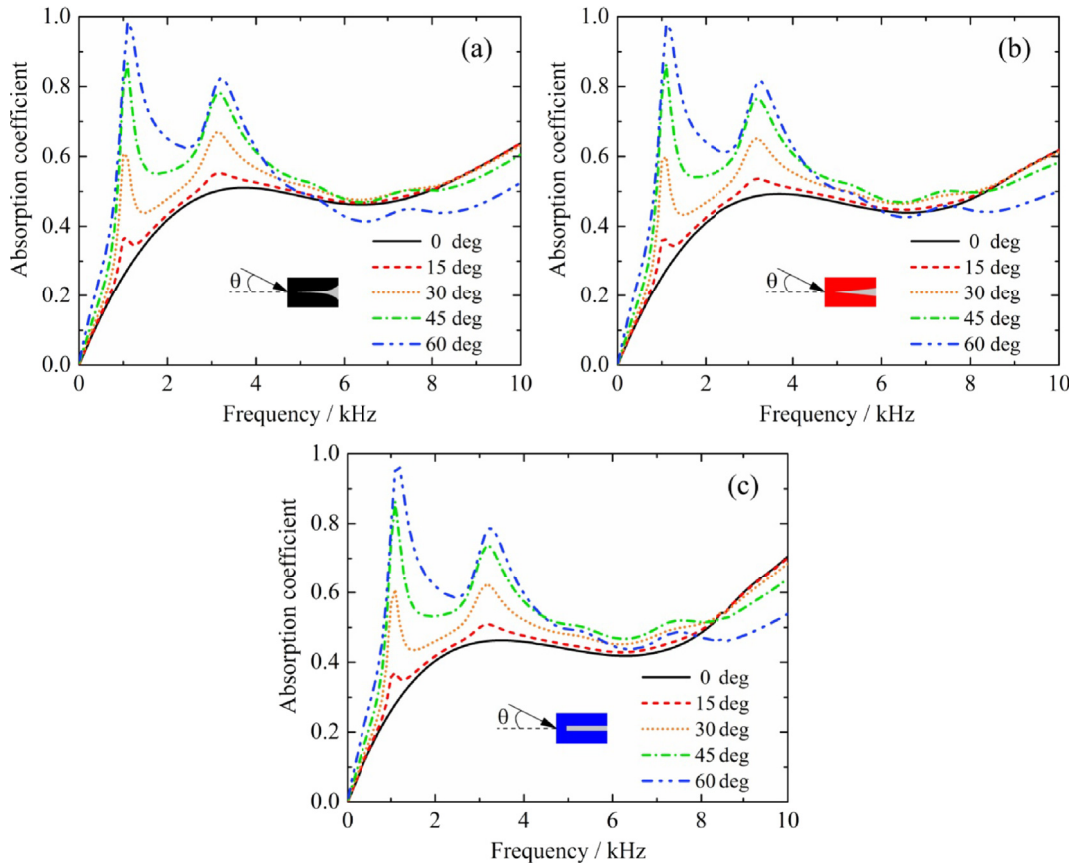 (a)
Absorption coefficient
1.0
0.8
0.6
0.4
0.2
0.0
θ
0 deg
15 deg
30 deg
45 deg
60 deg
0 2 4 6 8 10
Frequency / kHz
(b)
Absorption coefficient
1.0
0.8
0.6
0.4
0.2
0.0
θ
0 deg
15 deg
30 deg
45 deg
60 deg
0 2 4 6 8 10
Frequency / kHz
(c)
Absorption coefficient
1.0
0.8
0.6
0.4
0.2
0.0
θ
0 deg
15 deg
30 deg
45 deg
60 deg
0 2 4 6 8 10
Frequency / kHz